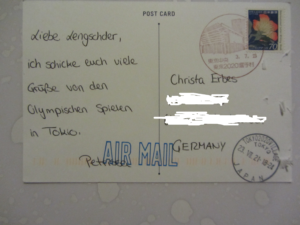 POST CARD
Liebe
ich schicke euch viele
Grüße von den
Olympischen Spielen
in Tokio.
AIR MAIL
Christa Erbes
GERMANY
JAPAN